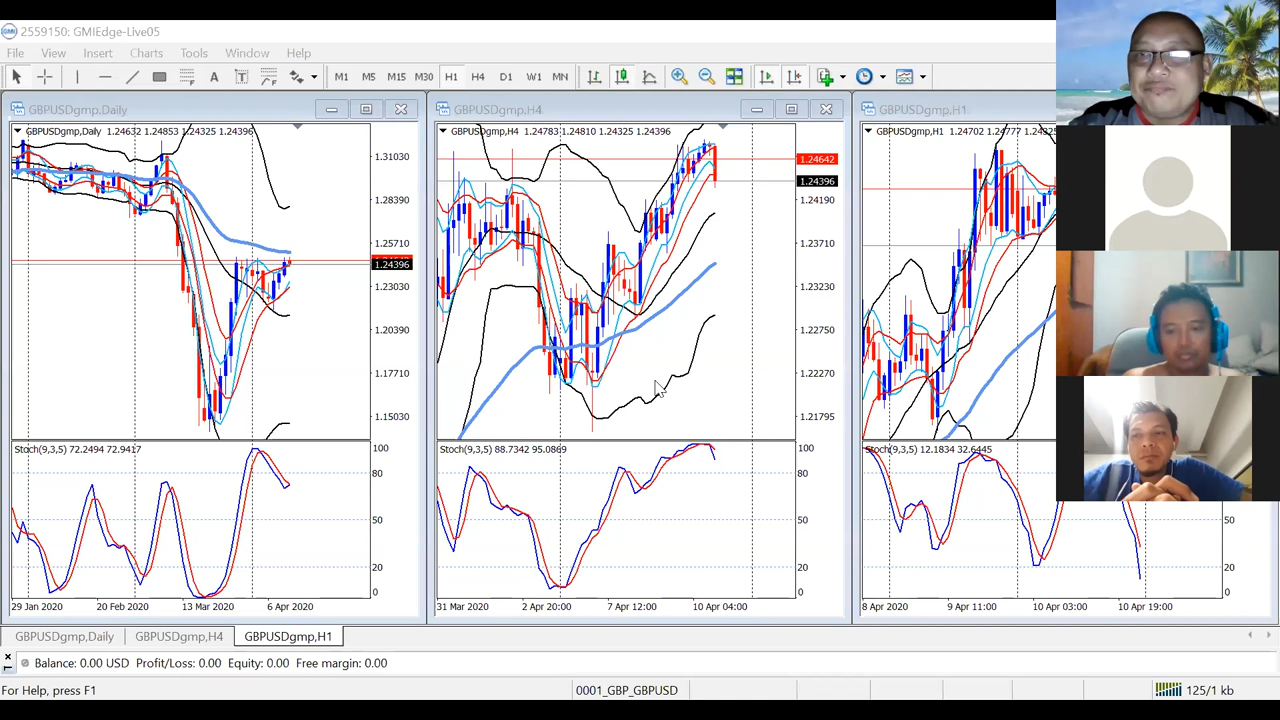 2559150: GMIEdge-Live05
File View Insert Charts Tools Window Help
A T M1 M5 M15 M30 H1 H4 D1 W1 MN
GBPUSDgmp,Daily
GBPUSDgmp,Daily 1.24632 1.24853 1.24325 1.24396
1.31030
1.28390
1.25710
1.24396
1.23030
1.20390
1.17710
1.15030
Stoch(9,3,5) 72.2494 72.9417
100
80
50
20
0
29 Jan 2020 20 Feb 2020 13 Mar 2020 6 Apr 2020
GBPUSDgmp,H4
GBPUSDgmp,H4 1.24783 1.24810 1.24325 1.24396
1.24642
1.24396
1.24190
1.23710
1.23230
1.22750
1.22270
1.21795
Stoch(9,3,5) 88.7342 95.0869
100
80
50
20
0
31 Mar 2020 2 Apr 20:00 7 Apr 12:00 10 Apr 04:00
GBPUSDgmp,H1
GBPUSDgmp,H1 1.24702 1.24777
Stoch(9,3,5) 12.1834 32.6445
50
20
0
8 Apr 2020 9 Apr 11:00 10 Apr 03:00 10 Apr 19:00
GBPUSDgmp,Daily GBPUSDgmp,H4 GBPUSDgmp,H1
Balance: 0.00 USD Profit/Loss: 0.00 Equity: 0.00 Free margin: 0.00
For Help, press F1 0001_GBP_GBPUSD 125/1 kb